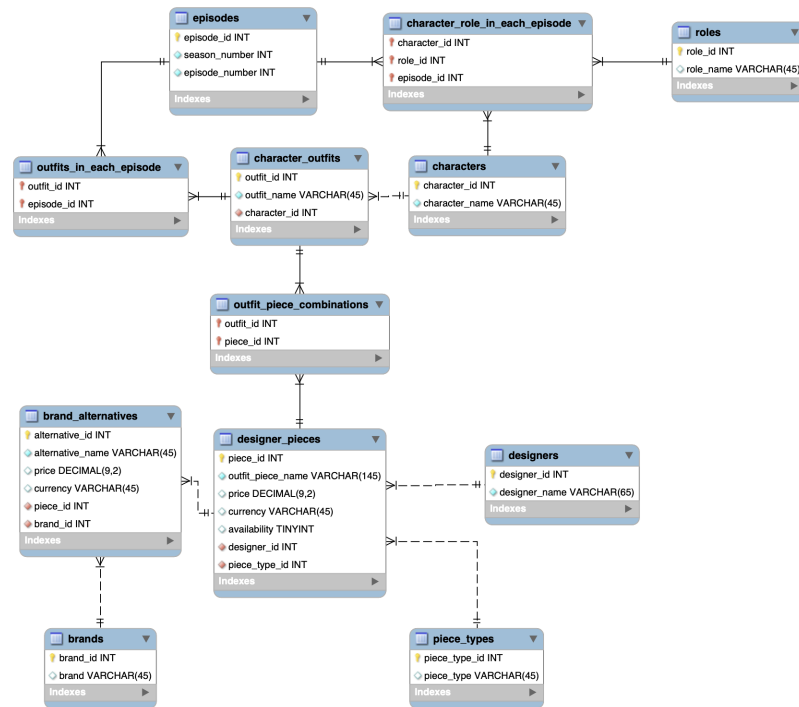 episodes
episode_id INT
season_number INT
episode_number INT
Indexes
character_role_in_each_episode
character_id INT
role_id INT
episode_id INT
Indexes
roles
role_id INT
role_name VARCHAR(45)
Indexes
outfits_in_each_episode
outfit_id INT
episode_id INT
Indexes
character_outfits
outfit_id INT
outfit_name VARCHAR(45)
character_id INT
Indexes
characters
character_id INT
character_name VARCHAR(45)
Indexes
outfit_piece_combinations
outfit_id INT
piece_id INT
Indexes
brand_alternatives
alternative_id INT
alternative_name VARCHAR(45)
price DECIMAL(9,2)
currency VARCHAR(45)
piece_id INT
brand_id INT
Indexes
designer_pieces
piece_id INT
outfit_piece_name VARCHAR(145)
price DECIMAL(9,2)
currency VARCHAR(45)
availability TINYINT
designer_id INT
piece_type_id INT
Indexes
designers
designer_id INT
designer_name VARCHAR(65)
Indexes
brands
brand_id INT
brand VARCHAR(45)
Indexes
piece_types
piece_type_id INT
piece_type VARCHAR(45)
Indexes